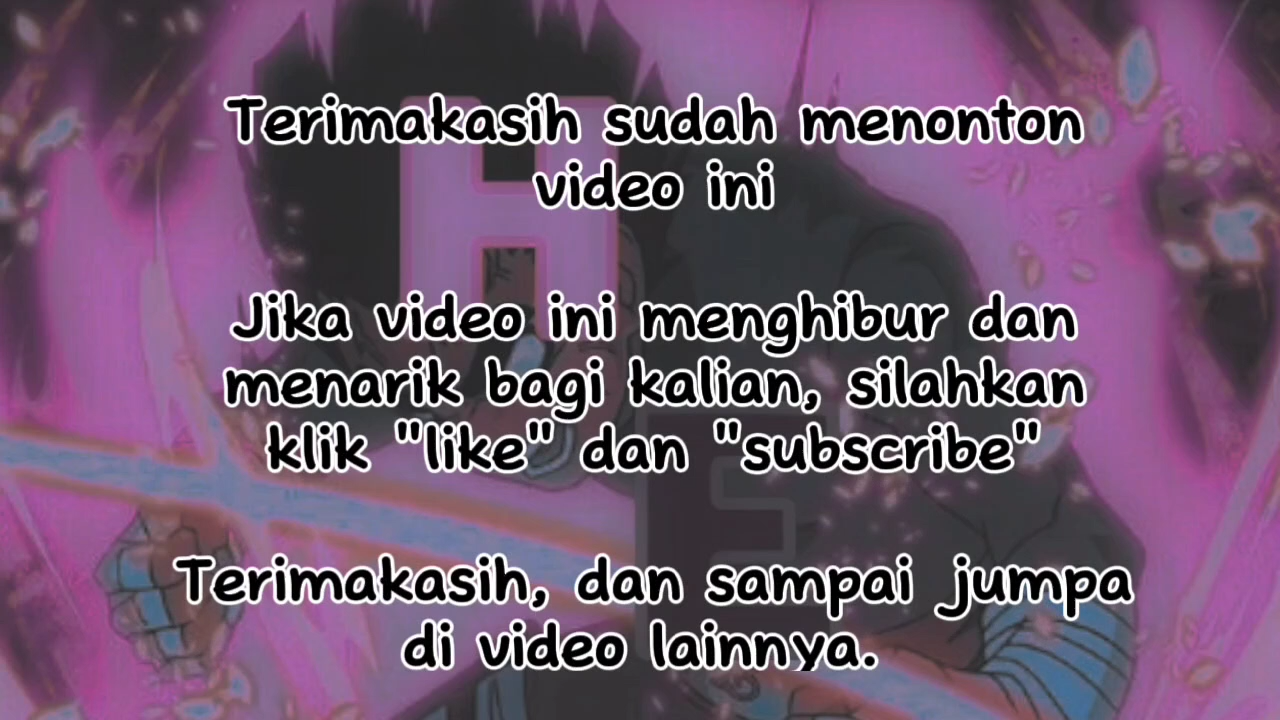 Terimakasih sudah menonton
video ini
Jika video ini menghibur dan
menarik bagi kalian, silahkan
klik "like" dan "subscribe"
Terimakasih, dan sampai jumpa
di video lainnya.
H
E